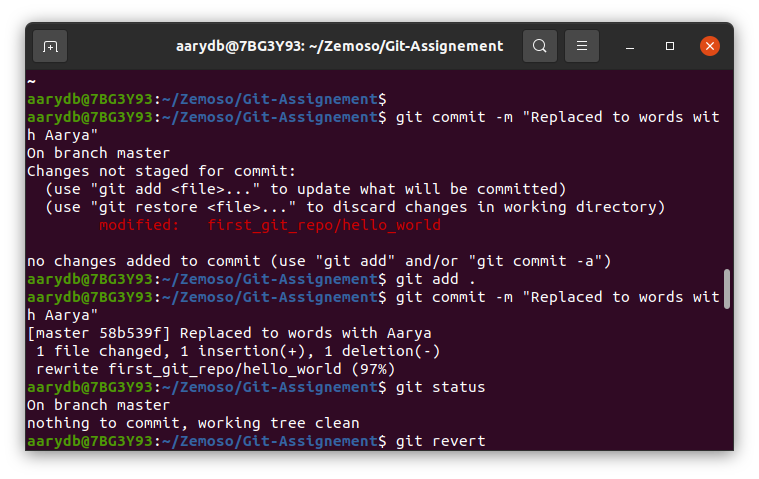 aarydb@7BG3Y93: ~/Zemoso/Git-Assignement
~
aarydb@7BG3Y93:~/Zemoso/Git-Assignement$
aarydb@7BG3Y93:~/Zemoso/Git-Assignement$ git commit -m "Replaced to words wit
h Aarya"
On branch master
Changes not staged for commit:
  (use "git add <file>..." to update what will be committed)
  (use "git restore <file>..." to discard changes in working directory)
        modified:   first_git_repo/hello_world

no changes added to commit (use "git add" and/or "git commit -a")
aarydb@7BG3Y93:~/Zemoso/Git-Assignement$ git add .
aarydb@7BG3Y93:~/Zemoso/Git-Assignement$ git commit -m "Replaced to words wit
h Aarya"
[master 58b539f] Replaced to words with Aarya
 1 file changed, 1 insertion(+), 1 deletion(-)
 rewrite first_git_repo/hello_world (97%)
aarydb@7BG3Y93:~/Zemoso/Git-Assignement$ git status
On branch master
nothing to commit, working tree clean
aarydb@7BG3Y93:~/Zemoso/Git-Assignement$ git revert